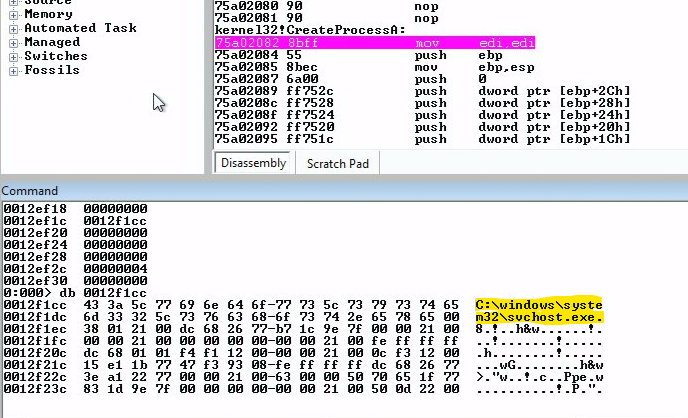 Source
Memory
Automated Task
Managed
Switches
Fossils
75a02080 90 nop
75a02081 90 nop
kernel32!CreateProcessA:
75a02082 8bff mov edi,edi
75a02084 55 push ebp
75a02085 8bec mov ebp,esp
75a02087 6a00 push 0
75a02089 ff752c push dword ptr [ebp+2Ch]
75a0208c ff7528 push dword ptr [ebp+28h]
75a0208f ff7524 push dword ptr [ebp+24h]
75a02092 ff7520 push dword ptr [ebp+20h]
75a02095 ff751c push dword ptr [ebp+1Ch]
Disassembly Scratch Pad
Command
0012ef18 00000000
0012ef1c 0012f1cc
0012ef20 00000000
0012ef24 00000000
0012ef28 00000000
0012ef2c 00000004
0012ef30 00000000
0:000> db 0012f1cc
0012f1cc 43 3a 5c 77 69 6e 64 6f-77 73 5c 73 79 73 74 65 C:\windows\syste
0012f1dc 6d 33 32 5c 73 76 63 68-6f 73 74 2e 65 78 65 00 m32\svchost.exe.
0012f1ec 38 01 21 00 dc 68 26 77-b7 1c 9e 7f 00 00 21 00 8.!..h&w......!.
0012f1fc 00 00 21 00 00 00 00 00-00 00 21 00 fe ff ff ff ..!.......!.....
0012f20c dc 68 01 01 f4 f1 12 00-00 00 21 00 0c f3 12 00 .h........!.....
0012f21c 15 e1 1b 77 47 f3 93 08-fe ff ff ff dc 68 26 77 ...wG........h&w
0012f22c 3e a1 22 77 00 00 21 00-63 00 00 50 70 65 1f 77 >."w..!.c..Ppe.w
0012f23c 83 1d 9e 7f 00 00 00 00-00 00 21 00 50 0d 22 00 ..........!.P.".